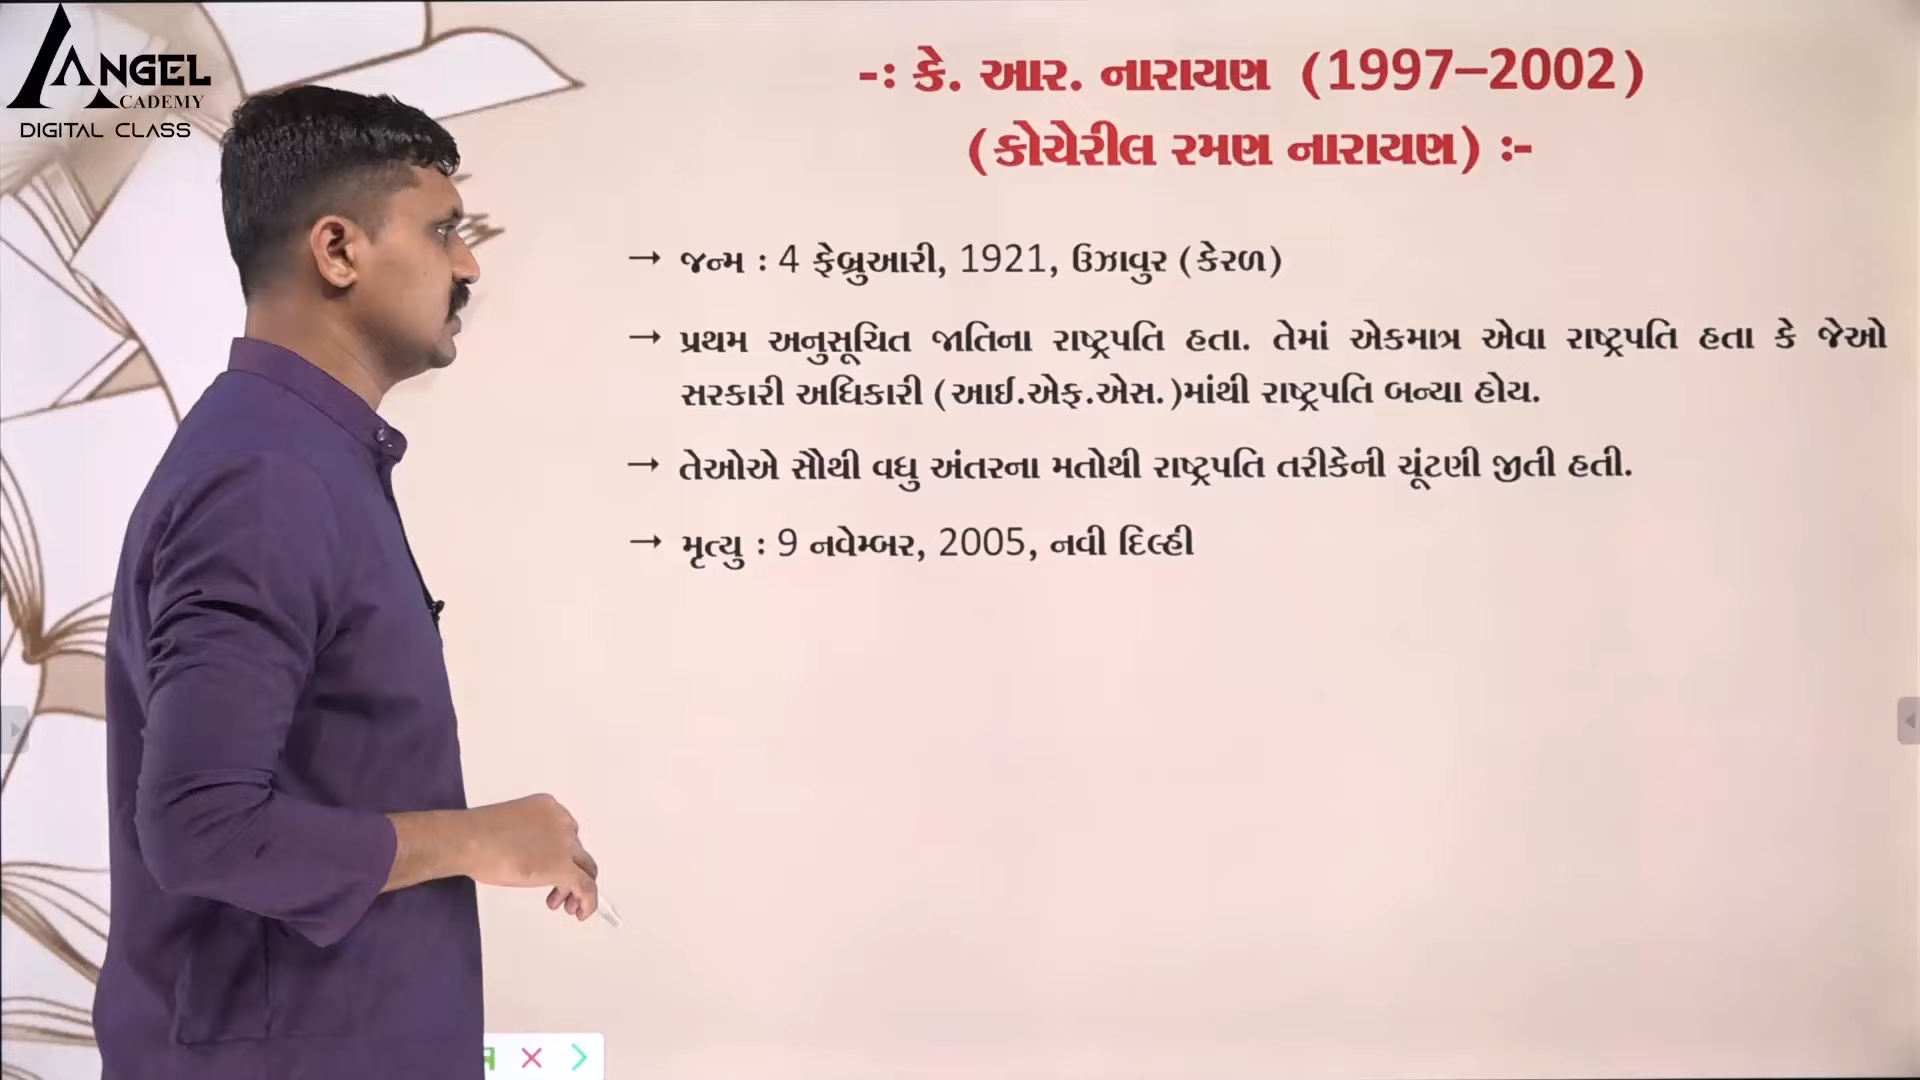 ANGEL
ACADEMY
DIGITAL CLASS
-: કે. આર. નારાયણ (1997–2002)
(કોચેરીલ રમણ નારાયણ) :-
→ જન્મ : 4 ફેબ્રુઆરી, 1921, ઉઝાવુર (કેરળ)
→ પ્રથમ અનુસૂચિત જાતિના રાષ્ટ્રપતિ હતા. તેમાં એકમાત્ર એવા રાષ્ટ્રપતિ હતા કે જેઓ
સરકારી અધિકારી (આઈ.એફ.એસ.)માંથી રાષ્ટ્રપતિ બન્યા હોય.
→ તેઓએ સૌથી વધુ અંતરના મતોથી રાષ્ટ્રપતિ તરીકેની ચૂંટણી જીતી હતી.
→ મૃત્યુ : 9 નવેમ્બર, 2005, નવી દિલ્હી